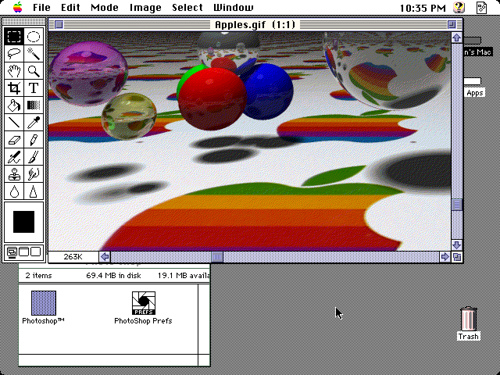 File Edit Mode Image Select Window 10:35 PM
Apples.gif (1:1)
n's Mac
Apps
T
263K
2 items 69.4 MB in disk 19.1 MB availa
PREFS
Photoshop™ PhotoShop Prefs
Trash